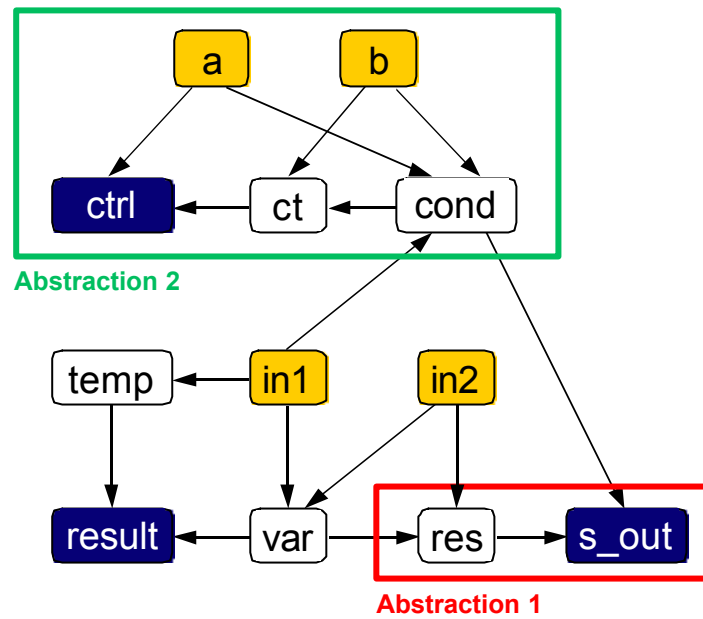 a b
ctrl ct cond
Abstraction 2
temp in1 in2
result var res s_out
Abstraction 1